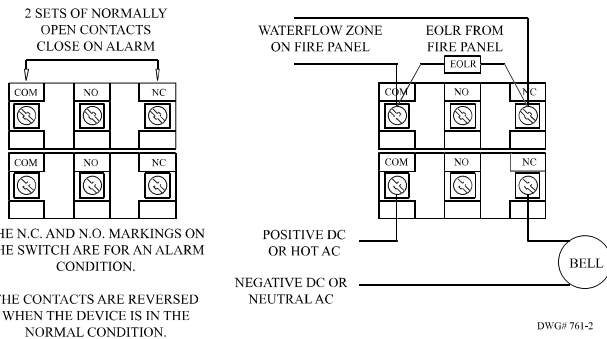 2 SETS OF NORMALLY
OPEN CONTACTS
CLOSE ON ALARM
COM NO NC
COM NO NC
HE N.C. AND N.O. MARKINGS ON
HE SWITCH ARE FOR AN ALARM
CONDITION.
HE CONTACTS ARE REVERSED
WHEN THE DEVICE IS IN THE
NORMAL CONDITION.
WATERFLOW ZONE
ON FIRE PANEL
EOLR FROM
FIRE PANEL
EOLR
COM NO NC
COM NO NC
POSITIVE DC
OR HOT AC
NEGATIVE DC OR
NEUTRAL AC
BELL
DWG# 761-2